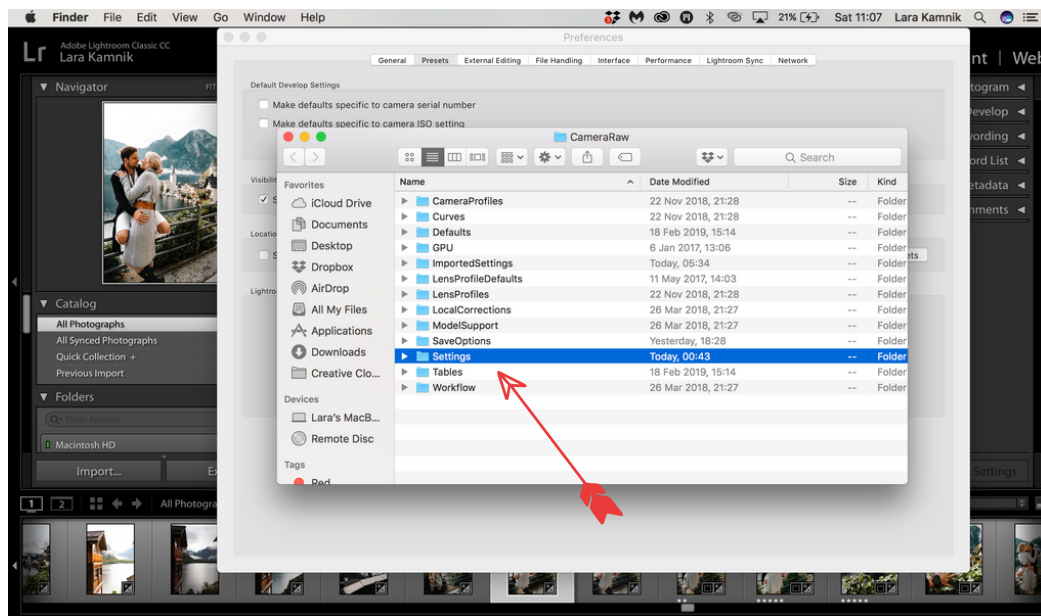 Finder File Edit View Go Window Help 21% Sat 11:07 Lara Kamnik
Adobe Lightroom Classic CC
Lr Lara Kamnik
Preferences
General Presets External Editing File Handling Interface Performance Lightroom Sync Network
Navigator
Default Develop Settings
Make defaults specific to camera serial number
Make defaults specific to camera ISO setting
CameraRaw
Search
Favorites
iCloud Drive
Documents
Desktop
Dropbox
AirDrop
All My Files
Applications
Downloads
Creative Clo...
Devices
Lara's MacB...
Remote Disc
Tags
Red
Name Date Modified Size Kind
CameraProfiles 22 Nov 2018, 21:28 -- Folder
Curves 22 Nov 2018, 21:28 -- Folder
Defaults 18 Feb 2019, 15:14 -- Folder
GPU 6 Jan 2017, 13:06 -- Folder
ImportedSettings Today, 05:34 -- Folder
LensProfileDefaults 11 May 2017, 14:03 -- Folder
LensProfiles 22 Nov 2018, 21:28 -- Folder
LocalCorrections 26 Mar 2018, 21:27 -- Folder
ModelSupport 26 Mar 2018, 21:27 -- Folder
SaveOptions Yesterday, 18:28 -- Folder
Settings Today, 00:43 -- Folder
Tables 18 Feb 2019, 15:14 -- Folder
Workflow 26 Mar 2018, 21:27 -- Folder
Catalog
All Photographs
All Synced Photographs
Quick Collection +
Previous Import
Folders
Filter Folders
Macintosh HD
Import...
Settings
1 2 All Photogra